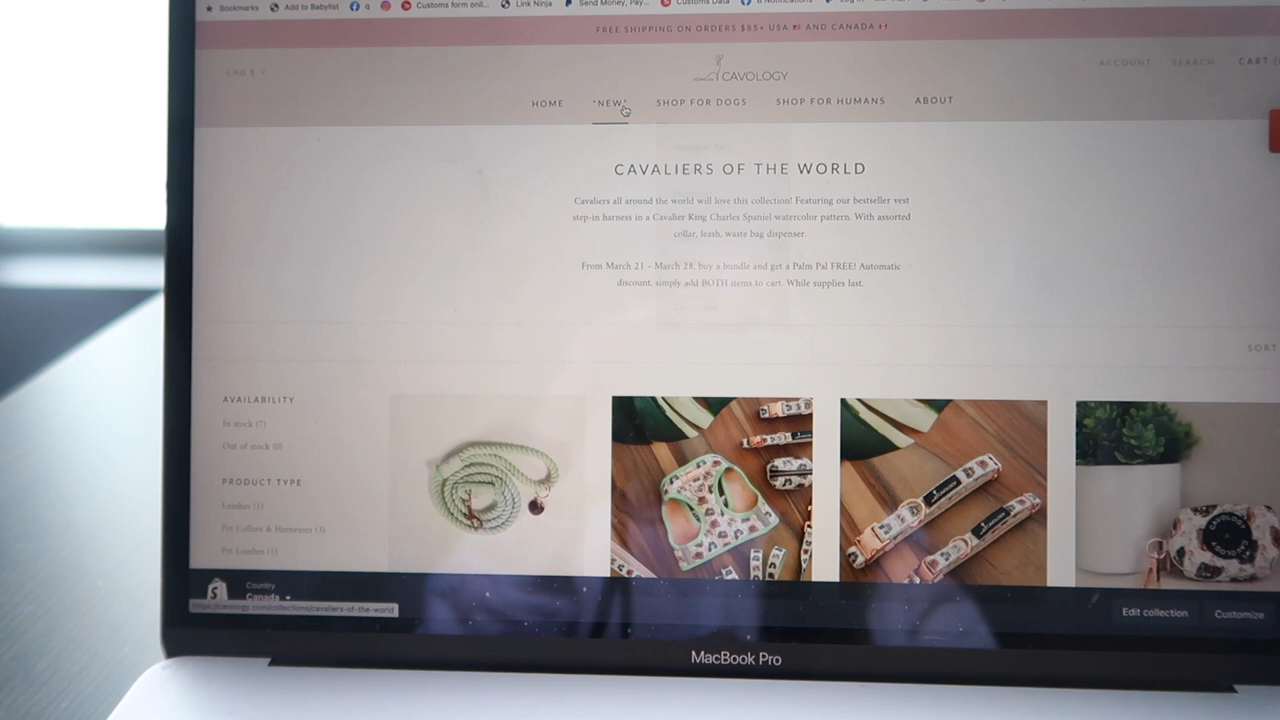 Bookmarks Add to Babylist q Customs form onli... Link Ninja Send Money, Pay... Customs Data
FREE SHIPPING ON ORDERS $85+ USA AND CANADA
CAD $
CAVOLOGY
ACCOUNT SEARCH CART
HOME *NEW* SHOP FOR DOGS SHOP FOR HUMANS ABOUT
CAVALIERS OF THE WORLD
Cavaliers all around the world will love this collection! Featuring our bestseller vest
step-in harness in a Cavalier King Charles Spaniel watercolor pattern. With assorted
collar, leash, waste bag dispenser.
From March 21 - March 28, buy a bundle and get a Palm Pal FREE! Automatic
discount, simply add BOTH items to cart. While supplies last.
SORT
AVAILABILITY
In stock (7)
Out of stock (0)
PRODUCT TYPE
Leashes (1)
Pet Collars & Harnesses (3)
Pet Leashes (1)
CAVOLOGY
CAVOLOGY
Country
Canada
https://cavology.com/collections/cavaliers-of-the-world
Edit collection Customize
MacBook Pro